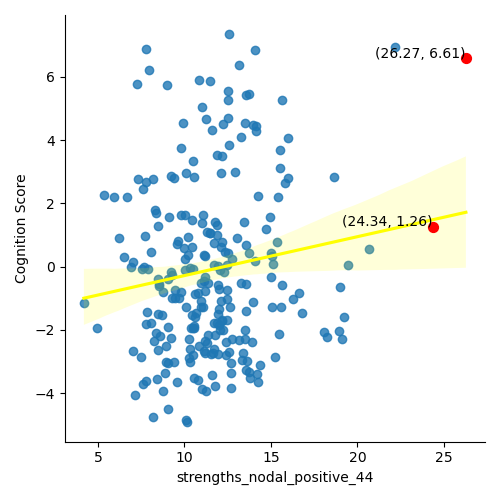 (26.27, 6.61)
(24.34, 1.26)
Cognition Score
6
4
2
0
−2
−4
5 10 15 20 25
strengths_nodal_positive_44